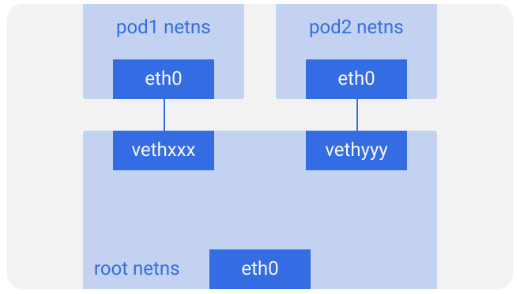 pod1 netns
pod2 netns
eth0
eth0
vethxxx
vethyyy
root netns
eth0